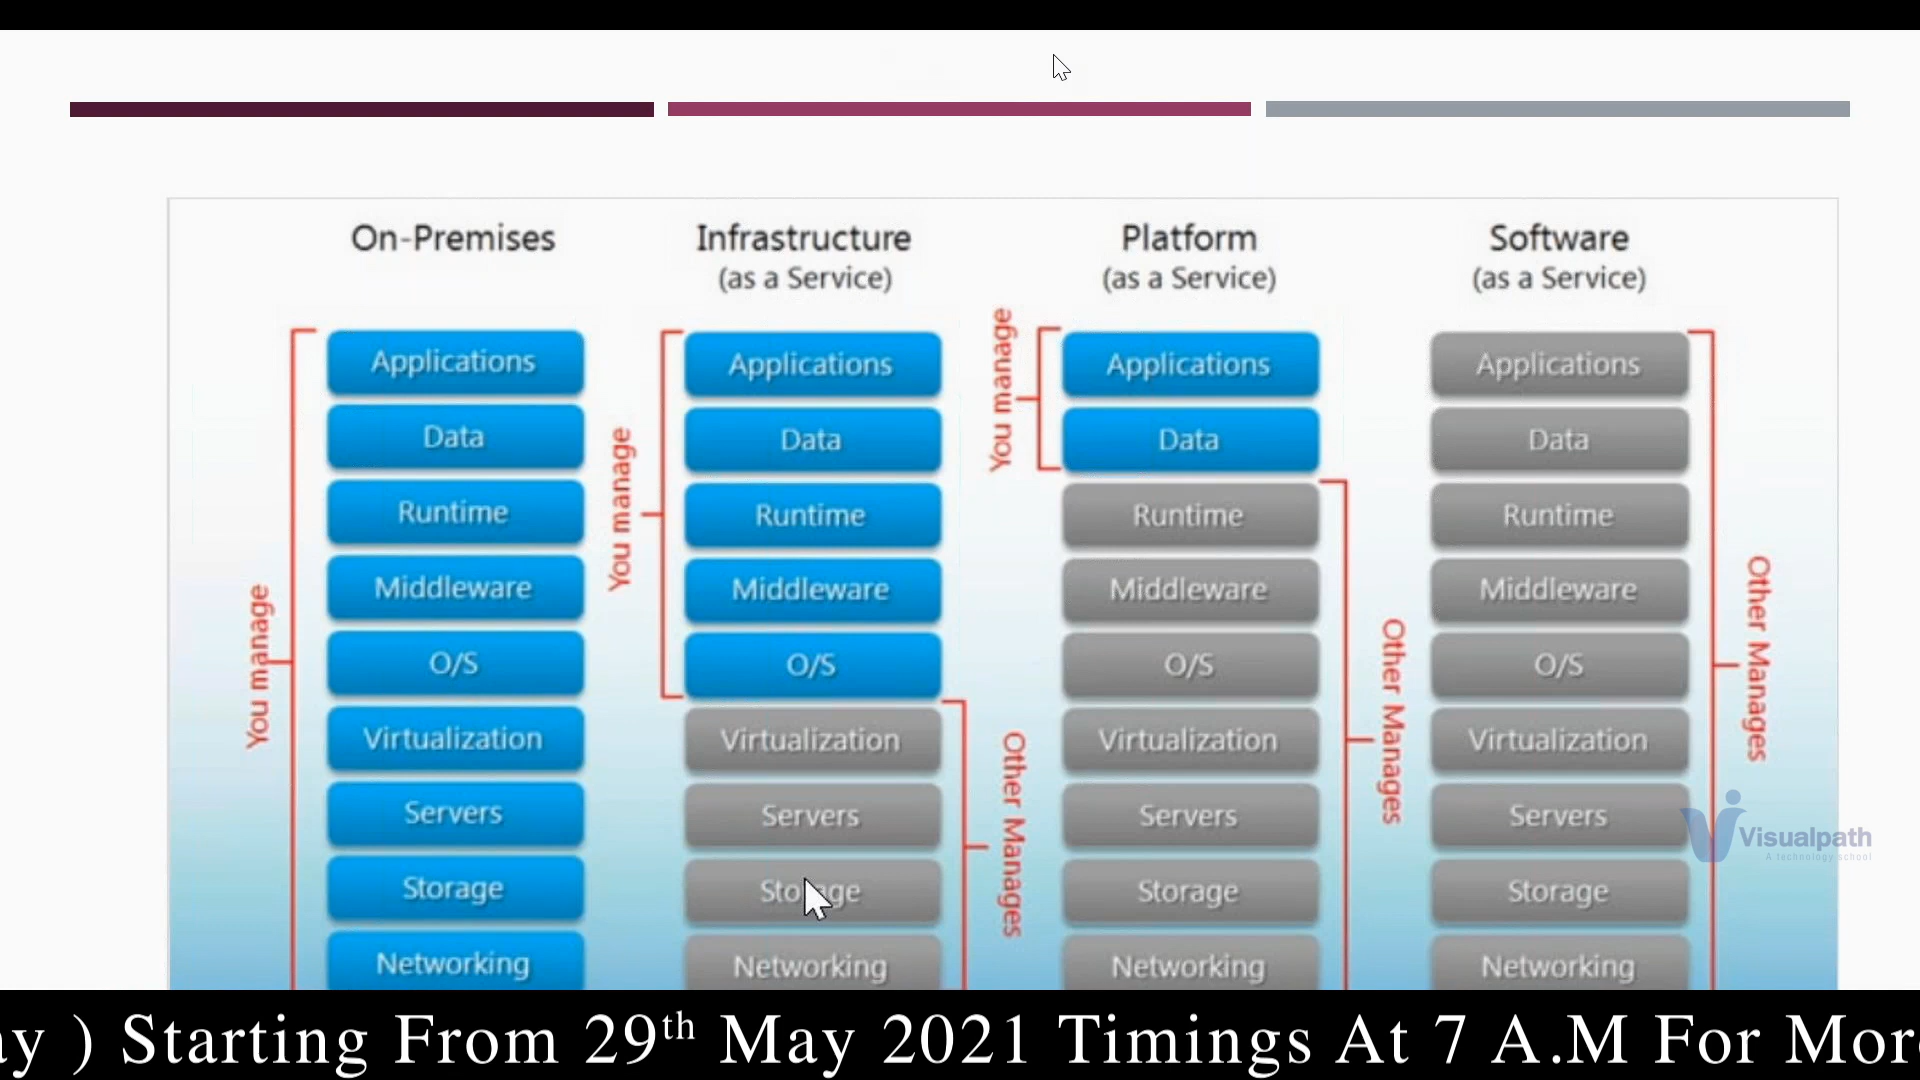 On-Premises
Infrastructure
(as a Service)
Platform
(as a Service)
Software
(as a Service)
You manage
Applications
Data
Runtime
Middleware
O/S
Virtualization
Servers
Storage
Networking
You manage
Applications
Data
Runtime
Middleware
O/S
Virtualization
Servers
Storage
Networking
Other Manages
You manage
Applications
Data
Runtime
Middleware
O/S
Virtualization
Servers
Storage
Networking
Other Manages
Applications
Data
Runtime
Middleware
O/S
Virtualization
Servers
Storage
Networking
Other Manages
Visualpath
A technology school
ay ) Starting From 29th May 2021 Timings At 7 A.M For Mor